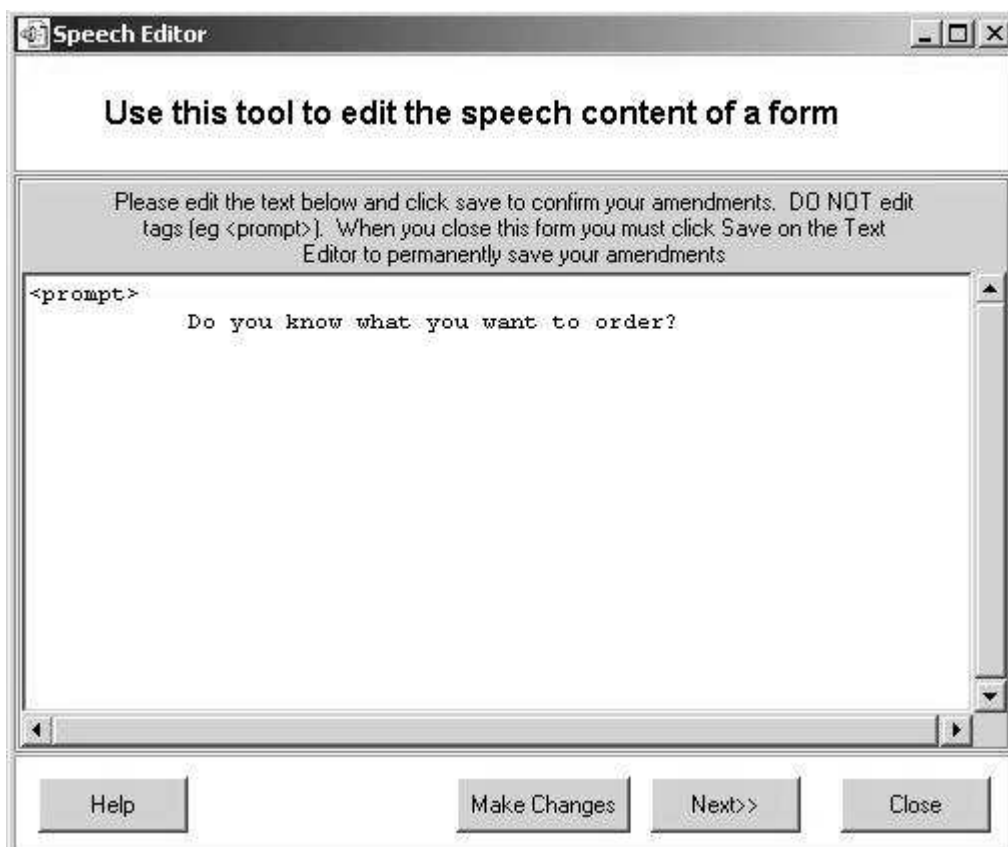 Speech Editor
Use this tool to edit the speech content of a form
Please edit the text below and click save to confirm your amendments.  DO NOT edit
tags (eg <prompt>).  When you close this form you must click Save on the Text
Editor to permanently save your amendments
<prompt>
Do you know what you want to order?
Help Make Changes Next>> Close